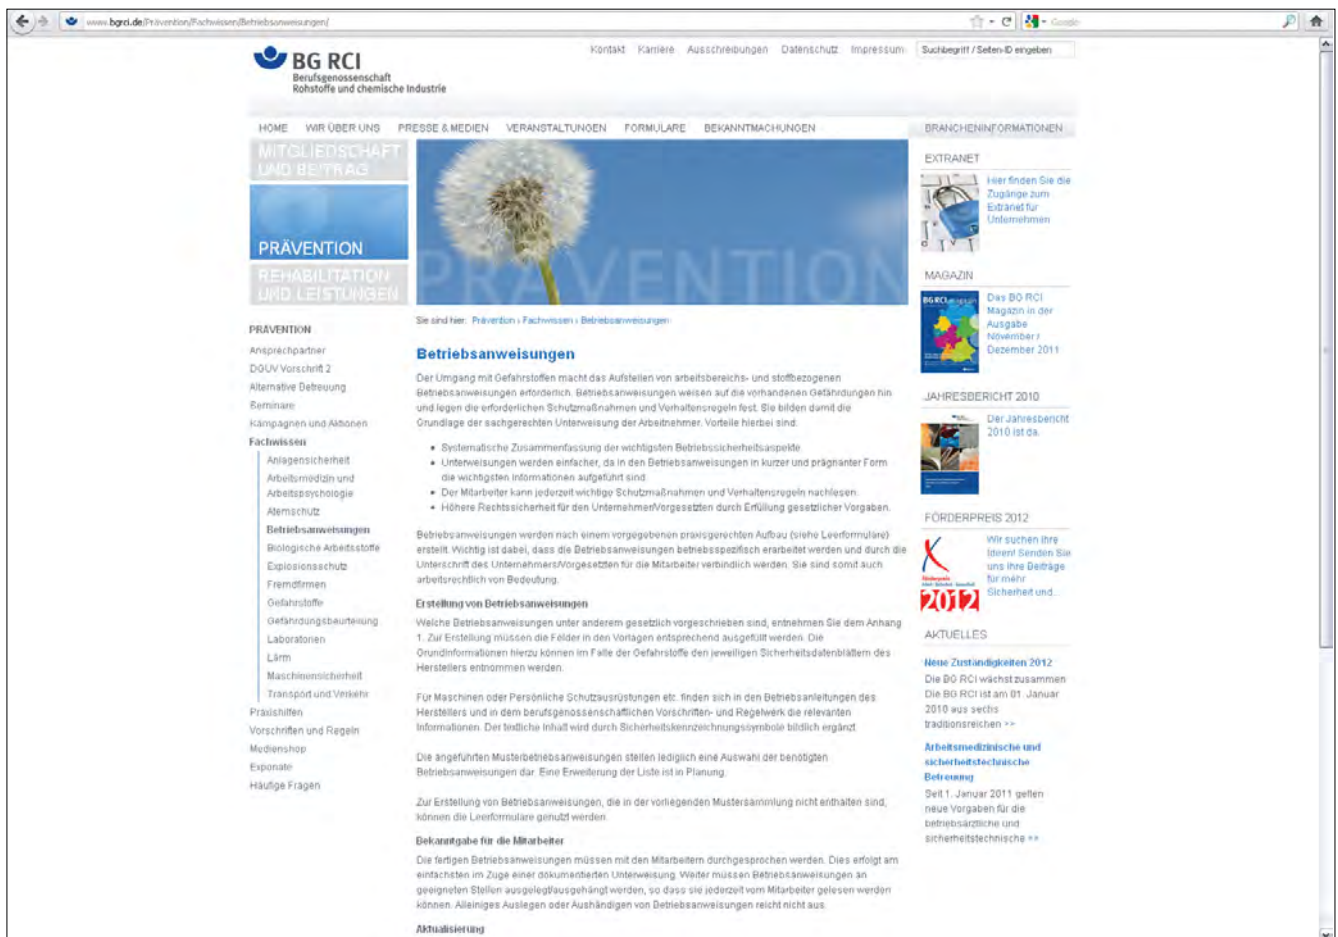 www.bgrci.de/Prävention/Fachwissen/Betriebsanweisungen/
Google
BG RCI
Berufsgenossenschaft
Rohstoffe und chemische Industrie
Kontakt Karriere Ausschreibungen Datenschutz Impressum
Suchbegriff / Seiten-ID eingeben
HOME WIR ÜBER UNS PRESSE & MEDIEN VERANSTALTUNGEN FORMULARE BEKANNTMACHUNGEN
BRANCHENINFORMATIONEN
MITGLIEDSCHAFT
UND BEITRAG
PRÄVENTION
REHABILITATION
UND LEISTUNGEN
PRÄVENTION
PRÄVENTION
Ansprechpartner
DGUV Vorschrift 2
Alternative Betreuung
Seminare
Kampagnen und Aktionen
Fachwissen
Anlagensicherheit
Arbeitsmedizin und
Arbeitspsychologie
Atemschutz
Betriebsanweisungen
Biologische Arbeitsstoffe
Explosionsschutz
Fremdfirmen
Gefahrstoffe
Gefährdungsbeurteilung
Laboratorien
Lärm
Maschinensicherheit
Transport und Verkehr
Praxishilfen
Vorschriften und Regeln
Medienshop
Exponate
Häufige Fragen
Sie sind hier: Prävention › Fachwissen › Betriebsanweisungen
Betriebsanweisungen
Der Umgang mit Gefahrstoffen macht das Aufstellen von arbeitsbereichs- und stoffbezogenen
Betriebsanweisungen erforderlich. Betriebsanweisungen weisen auf die vorhandenen Gefährdungen hin
und legen die erforderlichen Schutzmaßnahmen und Verhaltensregeln fest. Sie bilden damit die
Grundlage der sachgerechten Unterweisung der Arbeitnehmer. Vorteile hierbei sind:
• Systematische Zusammenfassung der wichtigsten Betriebssicherheitsaspekte
• Unterweisungen werden einfacher, da in den Betriebsanweisungen in kurzer und prägnanter Form
die wichtigsten Informationen aufgeführt sind
• Der Mitarbeiter kann jederzeit wichtige Schutzmaßnahmen und Verhaltensregeln nachlesen.
• Höhere Rechtssicherheit für den Unternehmer/Vorgesetzten durch Erfüllung gesetzlicher Vorgaben.
Betriebsanweisungen werden nach einem vorgegebenen praxisgerechten Aufbau (siehe Leerformulare)
erstellt. Wichtig ist dabei, dass die Betriebsanweisungen betriebsspezifisch erarbeitet werden und durch die
Unterschrift des Unternehmers/Vorgesetzten für die Mitarbeiter verbindlich werden. Sie sind somit auch
arbeitsrechtlich von Bedeutung.
Erstellung von Betriebsanweisungen
Welche Betriebsanweisungen unter anderem gesetzlich vorgeschrieben sind, entnehmen Sie dem Anhang
1. Zur Erstellung müssen die Felder in den Vorlagen entsprechend ausgefüllt werden. Die
Grundinformationen hierzu können im Falle der Gefahrstoffe den jeweiligen Sicherheitsdatenblättern des
Herstellers entnommen werden.
Für Maschinen oder Persönliche Schutzausrüstungen etc. finden sich in den Betriebsanleitungen des
Herstellers und in dem berufsgenossenschaftlichen Vorschriften- und Regelwerk die relevanten
Informationen. Der textliche Inhalt wird durch Sicherheitskennzeichnungssymbole bildlich ergänzt.
Die angeführten Musterbetriebsanweisungen stellen lediglich eine Auswahl der benötigten
Betriebsanweisungen dar. Eine Erweiterung der Liste ist in Planung.
Zur Erstellung von Betriebsanweisungen, die in der vorliegenden Mustersammlung nicht enthalten sind,
können die Leerformulare genutzt werden.
Bekanntgabe für die Mitarbeiter
Die fertigen Betriebsanweisungen müssen mit den Mitarbeitern durchgesprochen werden. Dies erfolgt am
einfachsten im Zuge einer dokumentierten Unterweisung. Weiter müssen Betriebsanweisungen an
geeigneten Stellen ausgelegt/ausgehängt werden, so dass sie jederzeit vom Mitarbeiter gelesen werden
können. Alleiniges Auslegen oder Aushändigen von Betriebsanweisungen reicht nicht aus.
Aktualisierung
EXTRANET
Hier finden Sie die
Zugänge zum
Extranet für
Unternehmen
MAGAZIN
BG RCI.magazin
Das BG RCI
Magazin in der
Ausgabe
November /
Dezember 2011
JAHRESBERICHT 2010
Der Jahresbericht
2010 ist da.
FÖRDERPREIS 2012
Förderpreis
2012
Wir suchen Ihre
Ideen! Senden Sie
uns Ihre Beiträge
für mehr
Sicherheit und...
AKTUELLES
Neue Zuständigkeiten 2012
Die BG RCI wächst zusammen
Die BG RCI ist am 01. Januar
2010 aus sechs
traditionsreichen >>
Arbeitsmedizinische und
sicherheitstechnische
Betreuung
Seit 1. Januar 2011 gelten
neue Vorgaben für die
betriebsärztliche und
sicherheitstechnische >>